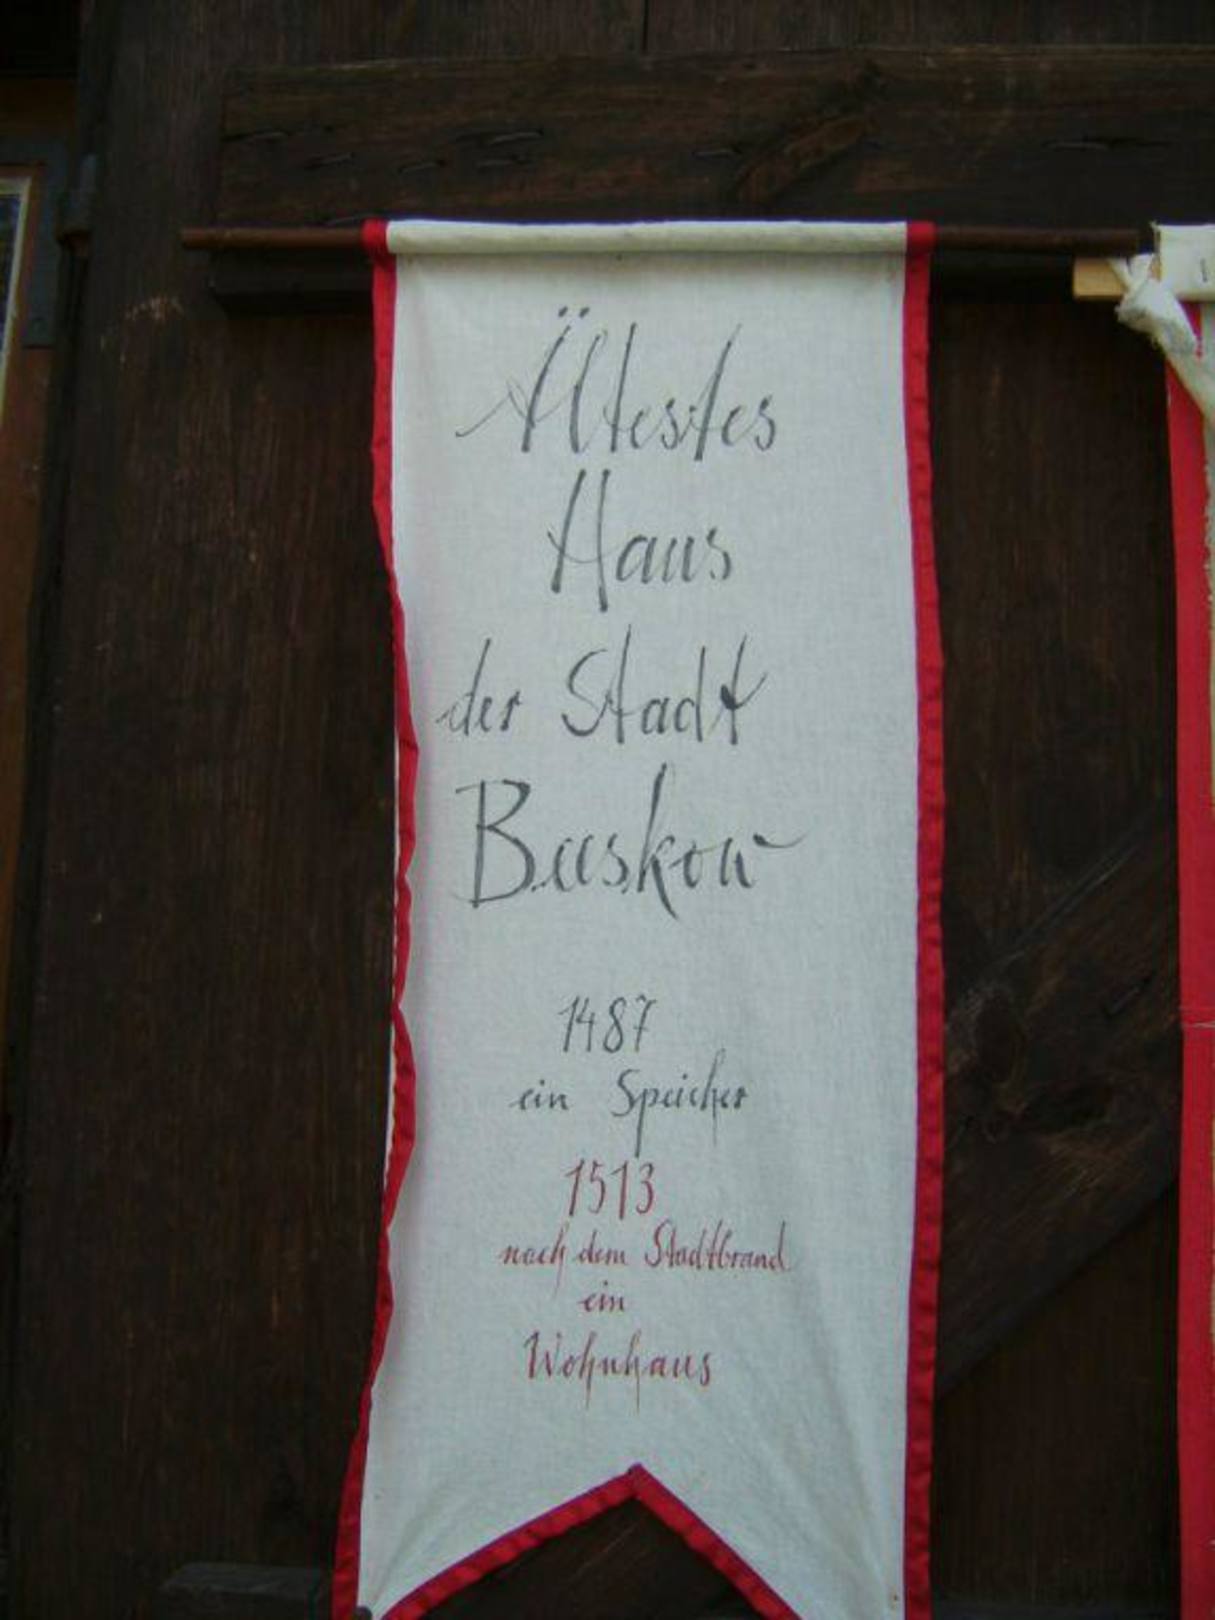 Ältestes
Haus
der Stadt
Beeskow
1487
ein Speicher
1513
nach dem Stadtbrand
ein
Wohnhaus